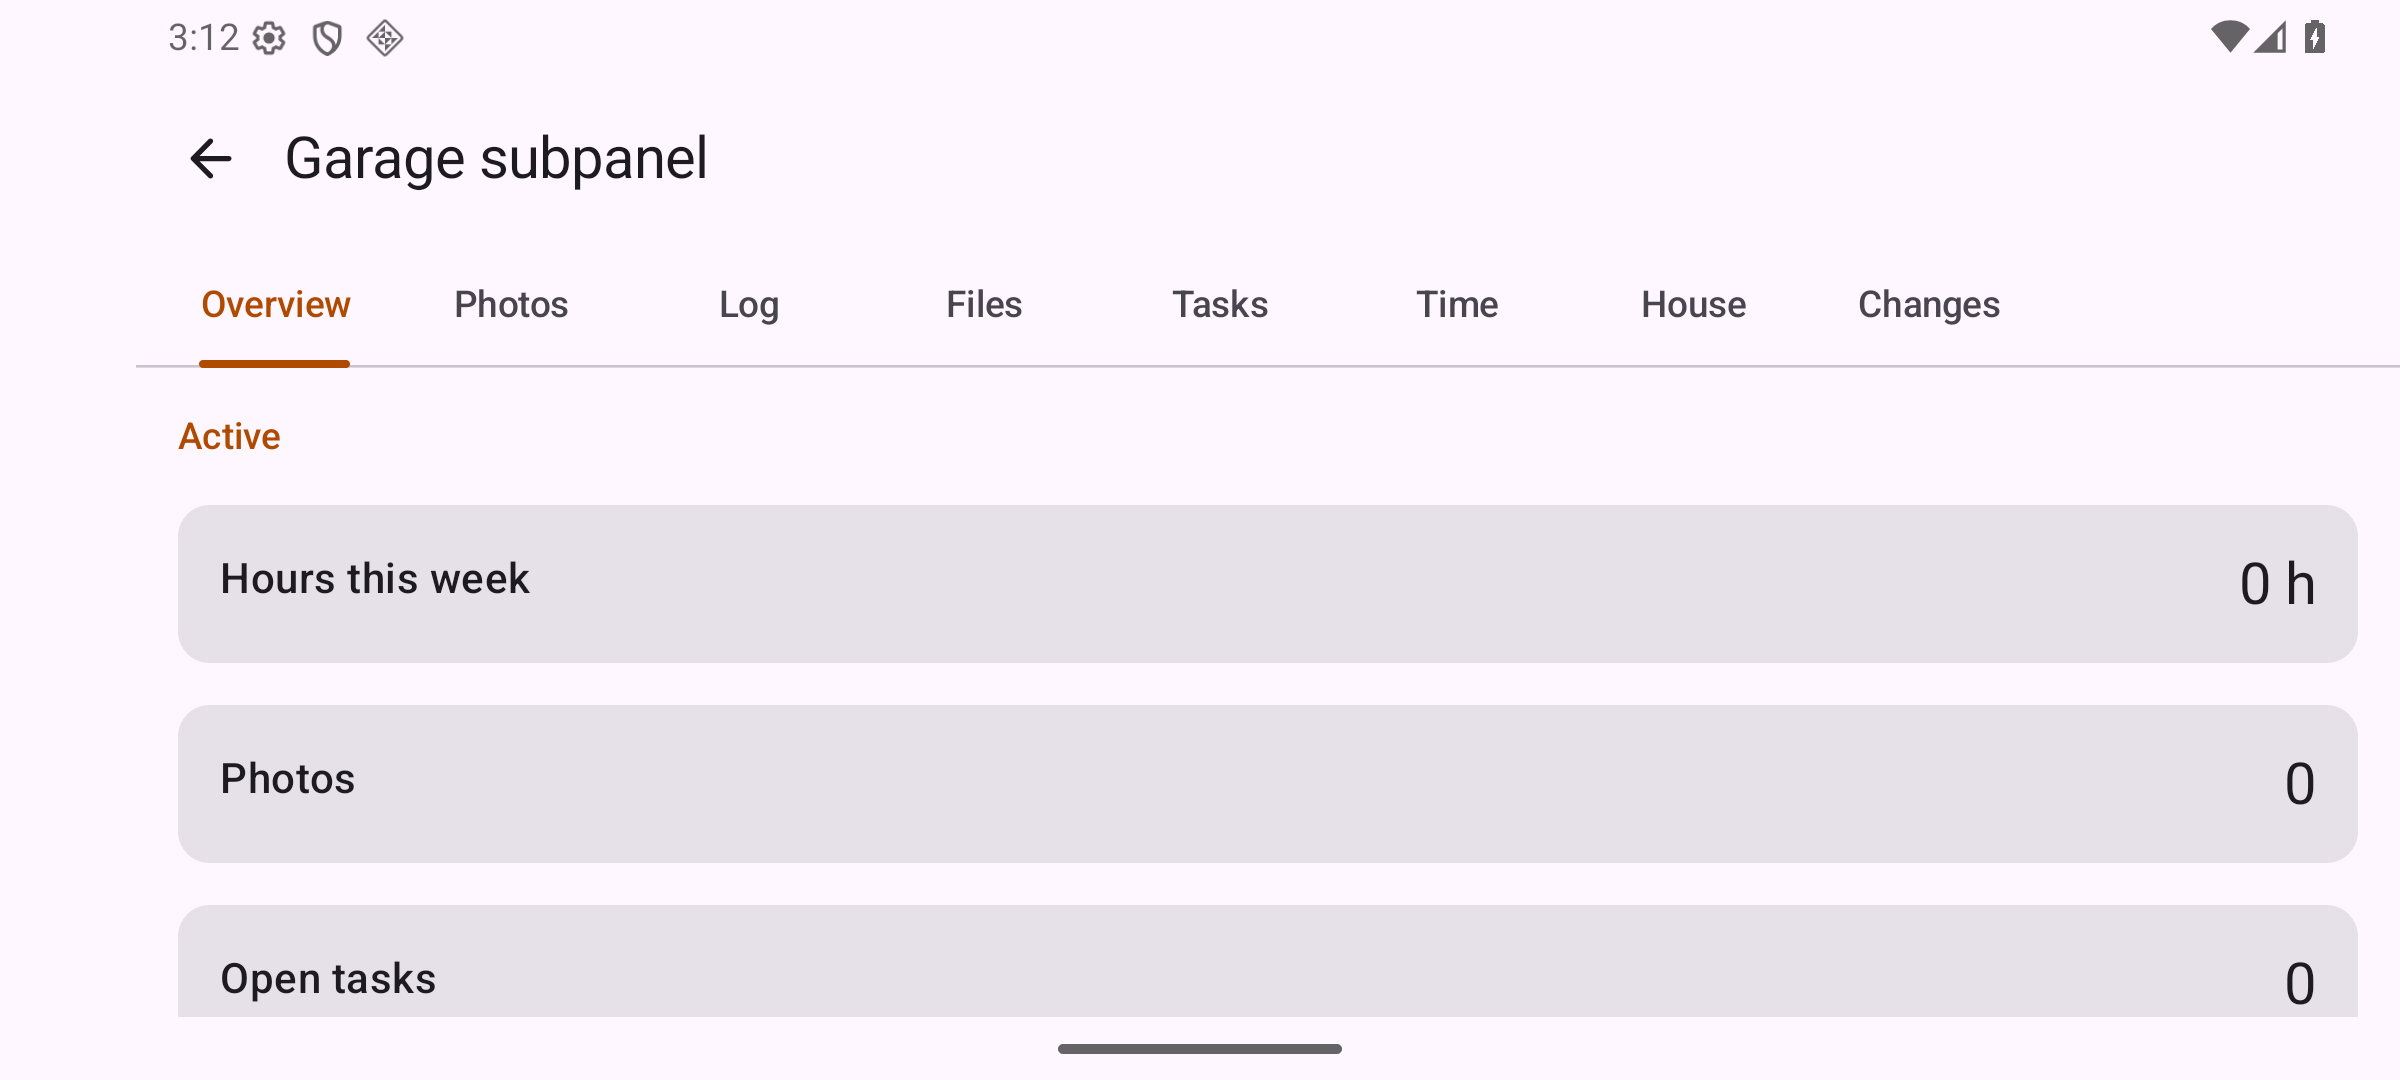 3:12
Garage subpanel
Overview Photos Log Files Tasks Time House Changes
Active
Hours this week 0 h
Photos 0
Open tasks 0